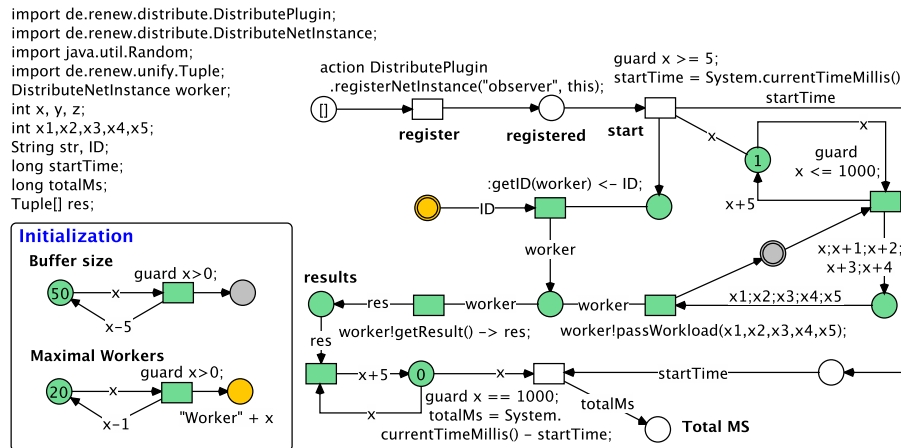 import de.renew.distribute.DistributePlugin;
import de.renew.distribute.DistributeNetInstance;
import java.util.Random;
import de.renew.unify.Tuple;
DistributeNetInstance worker;
int x, y, z;
int x1,x2,x3,x4,x5;
String str, ID;
long startTime;
long totalMs;
Tuple[] res;
action DistributePlugin
.registerNetInstance("observer", this);
[]
register
registered
start
guard x >= 5;
startTime = System.currentTimeMillis()
startTime
x
1
x
guard
x <= 1000;
x+5
:getID(worker) <- ID;
ID
worker
x;x+1;x+2;
x+3;x+4
results
res
worker
worker
x1;x2;x3;x4;x5
worker!getResult() -> res;
worker!passWorkload(x1,x2,x3,x4,x5);
res
x+5
0
x
startTime
x
guard x == 1000;
totalMs = System.
currentTimeMillis() - startTime;
totalMs
Total MS
Initialization
Buffer size
guard x>0;
50
x
x-5
Maximal Workers
guard x>0;
20
x
x-1
"Worker" + x